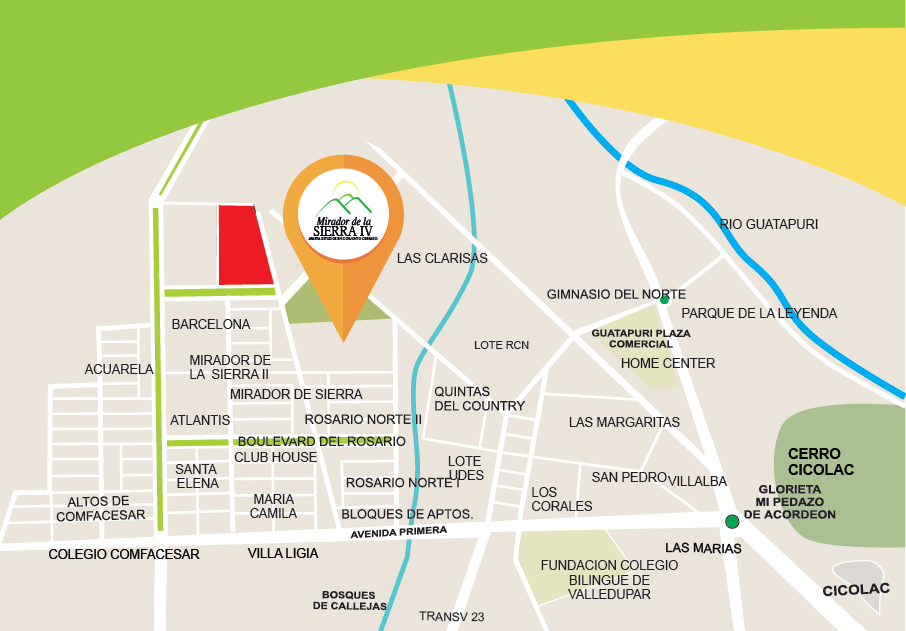 Mirador de la
SIERRA IV
APARTAESTUDIOS EN CONJUNTO CERRADO
RIO GUATAPURI
LAS CLARISAS
GIMNASIO DEL NORTE
PARQUE DE LA LEYENDA
BARCELONA
GUATAPURI PLAZA
COMERCIAL
LOTE RCN
HOME CENTER
ACUARELA
MIRADOR DE
LA SIERRA II
MIRADOR DE SIERRA
QUINTAS
DEL COUNTRY
ATLANTIS
ROSARIO NORTE II
LAS MARGARITAS
BOULEVARD DEL ROSARIO
CLUB HOUSE
CERRO
CICOLAC
SANTA
ELENA
LOTE
UDES
ROSARIO NORTE I
SAN PEDRO
VILLALBA
ALTOS DE
COMFACESAR
MARIA
CAMILA
LOS
CORALES
GLORIETA
MI PEDAZO
DE ACORDEON
BLOQUES DE APTOS.
AVENIDA PRIMERA
COLEGIO COMFACESAR
VILLA LIGIA
LAS MARIAS
FUNDACION COLEGIO
BILINGUE DE
VALLEDUPAR
CICOLAC
BOSQUES
DE CALLEJAS
TRANSV 23